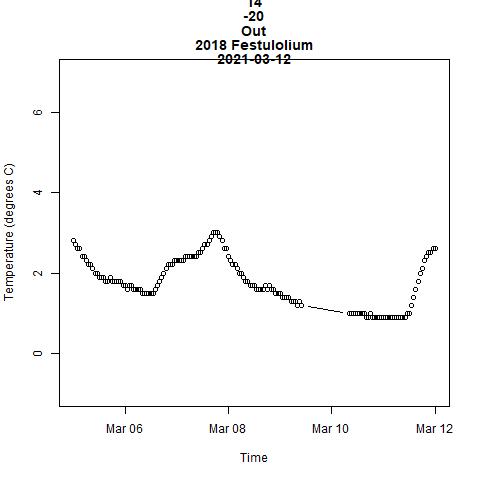 14
-20
Out
2018 Festulolium
2021-03-12
Temperature (degrees C)
6
4
2
0
Mar 06
Mar 08
Mar 10
Mar 12
Time